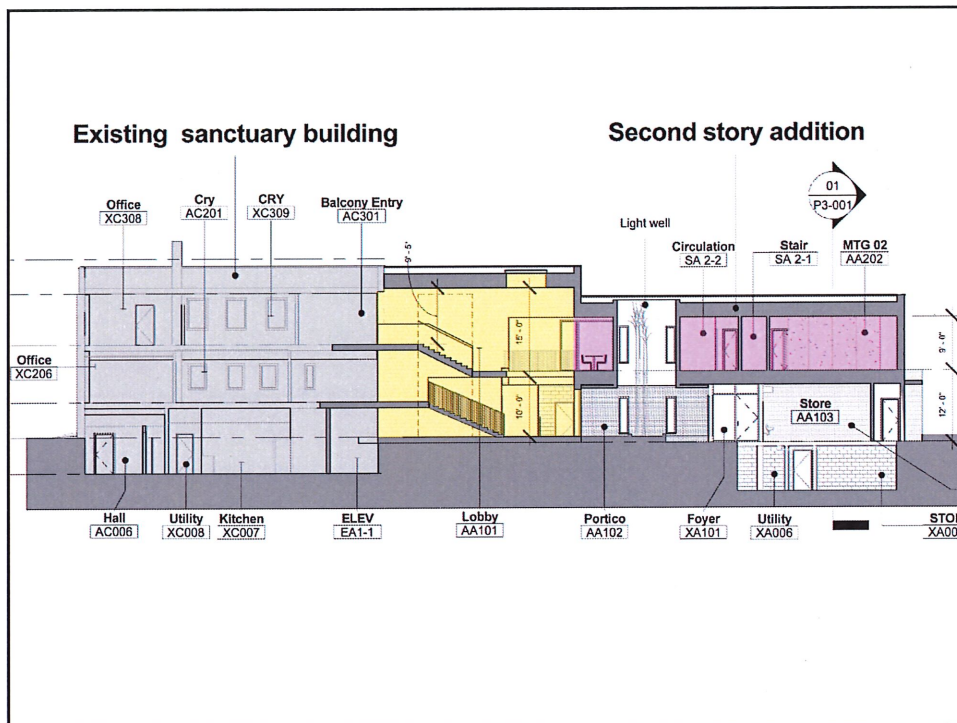 Existing sanctuary building
Second story addition
01
P3-001
Office
XC308
Cry
AC201
CRY
XC309
Balcony Entry
AC301
Light well
Circulation
SA 2-2
Stair
SA 2-1
MTG 02
AA202
9' - 5"
15' - 0"
9' - 0"
Office
XC206
10' - 0"
12' - 0"
Store
AA103
Hall
AC006
Utility
XC008
Kitchen
XC007
ELEV
EA1-1
Lobby
AA101
Portico
AA102
Foyer
XA101
Utility
XA006
STO
XA00